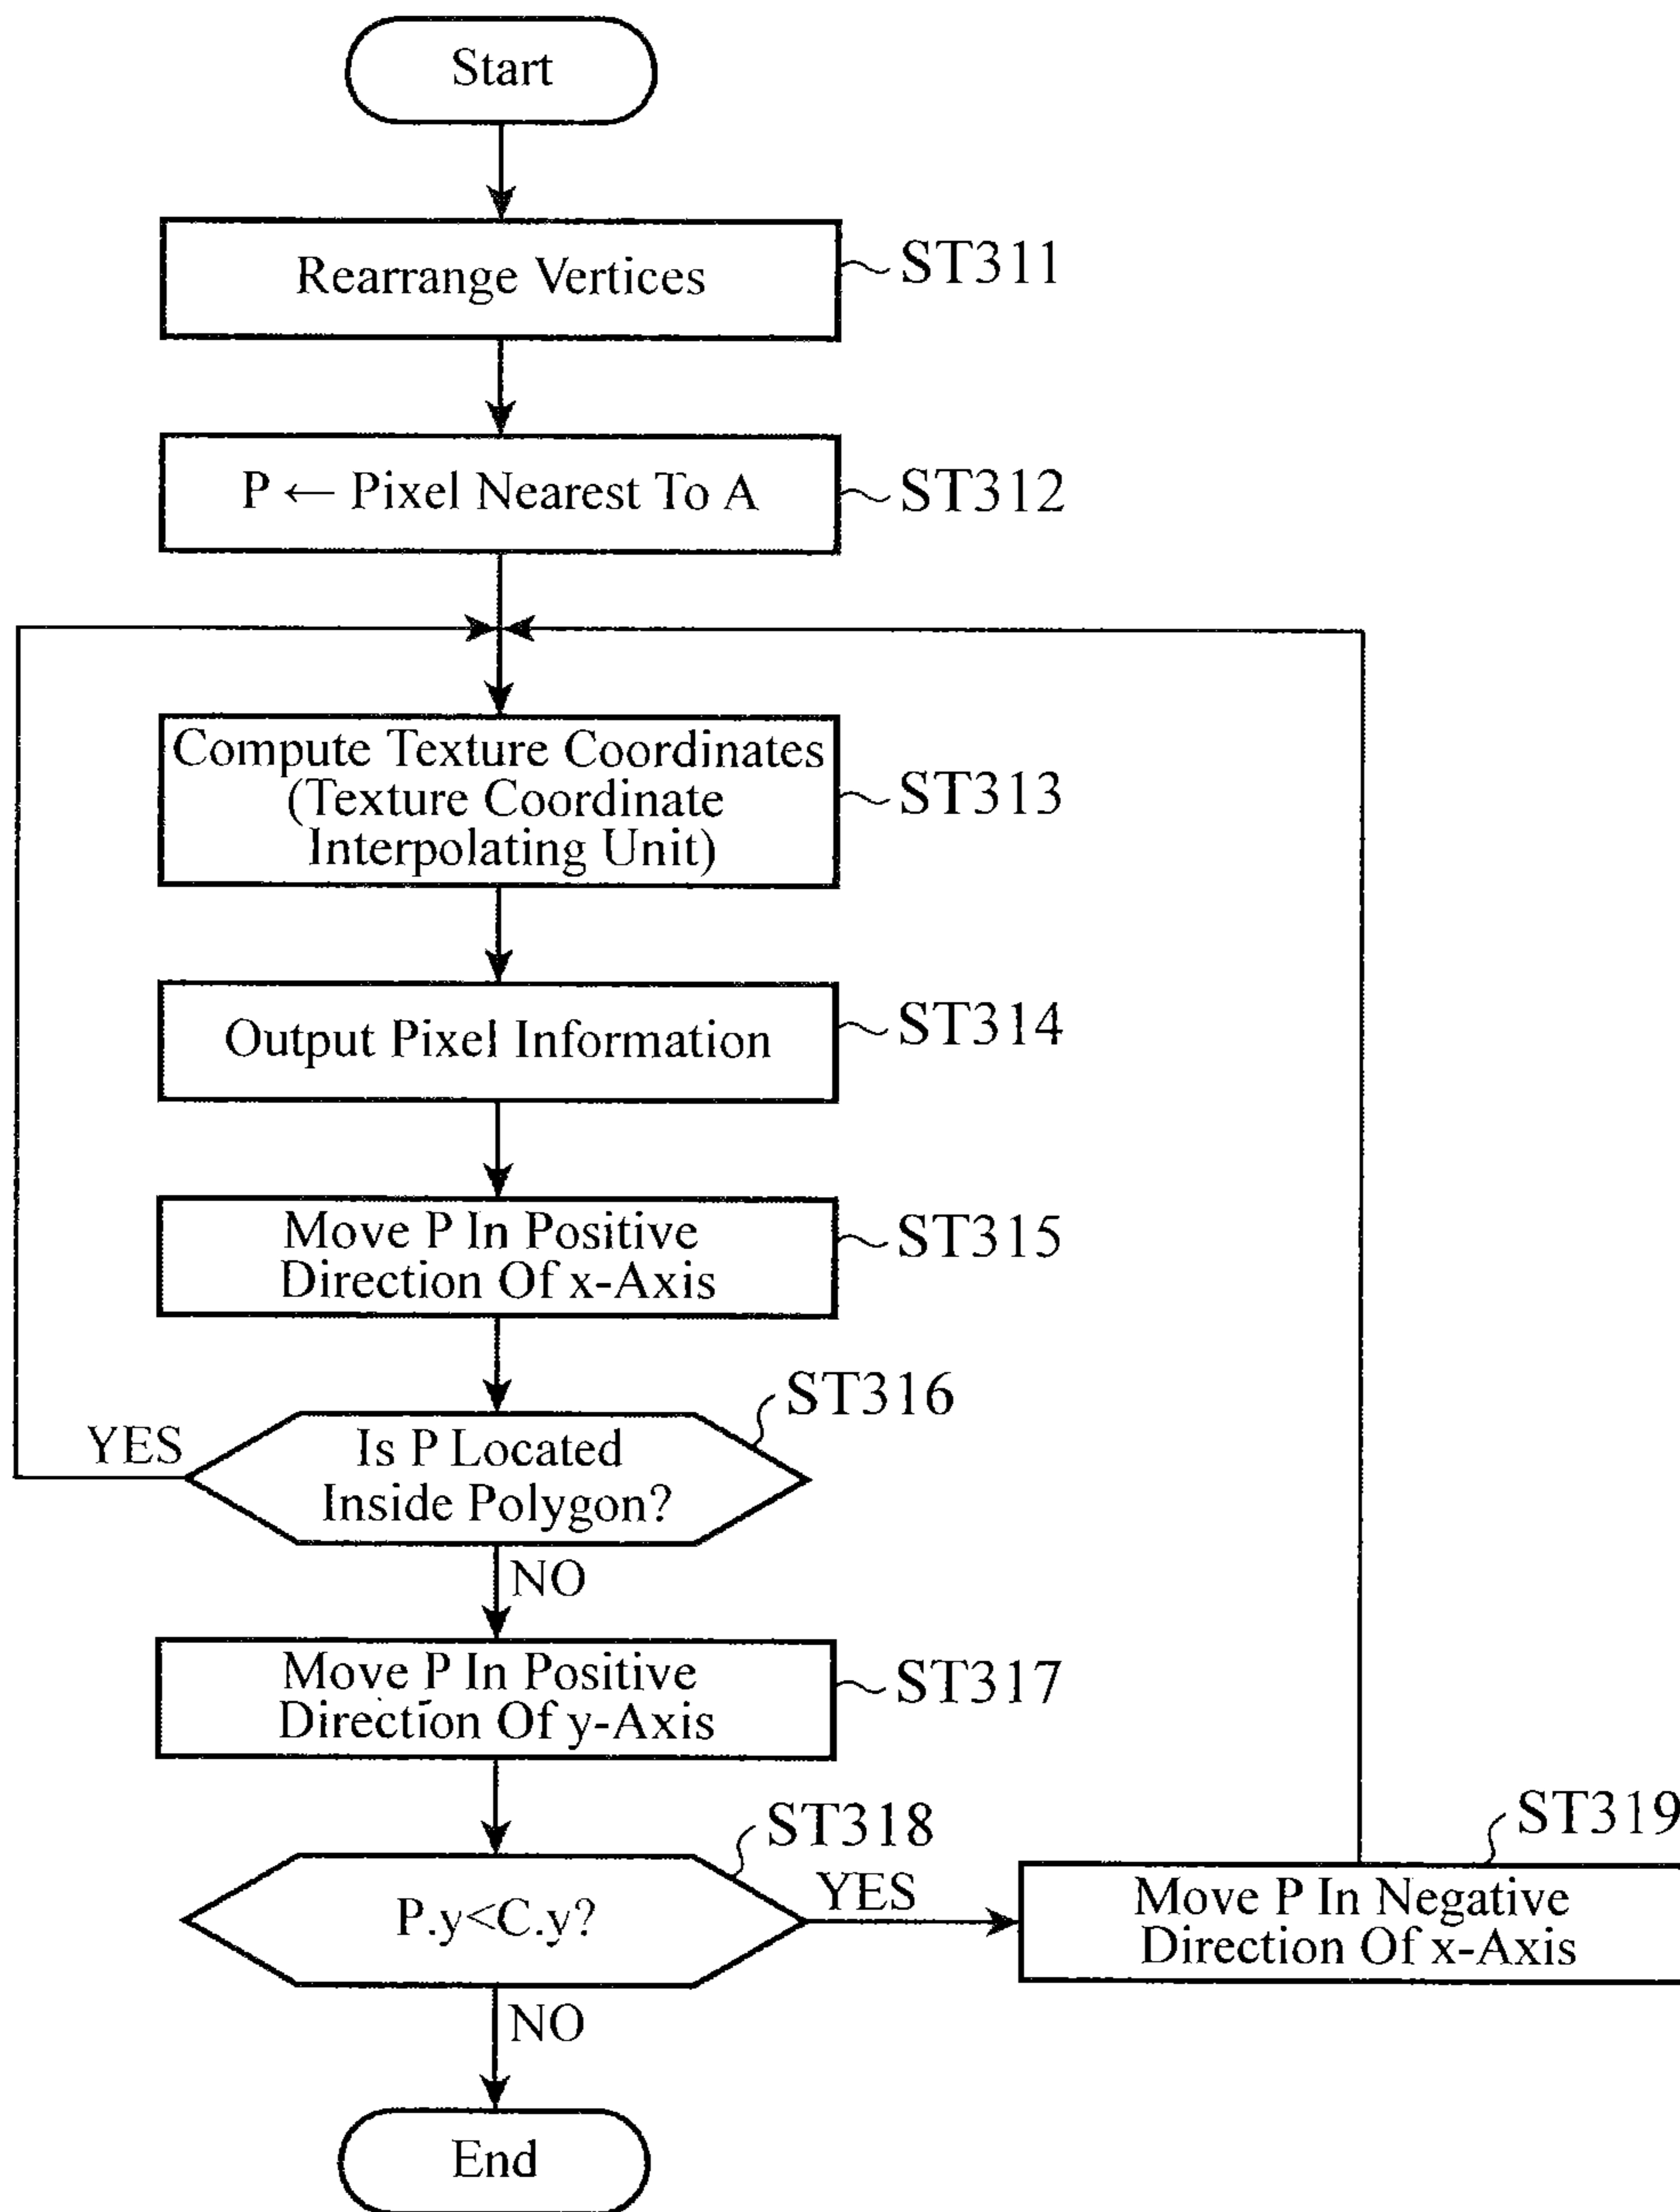 Start
Rearrange Vertices
ST311
P ← Pixel Nearest To A
ST312
Compute Texture Coordinates
(Texture Coordinate
Interpolating Unit)
ST313
Output Pixel Information
ST314
Move P In Positive
Direction Of x-Axis
ST315
ST316
YES
Is P Located
Inside Polygon?
NO
Move P In Positive
Direction Of y-Axis
ST317
ST318
P.y<C.y?
YES
ST319
Move P In Negative
Direction Of x-Axis
NO
End